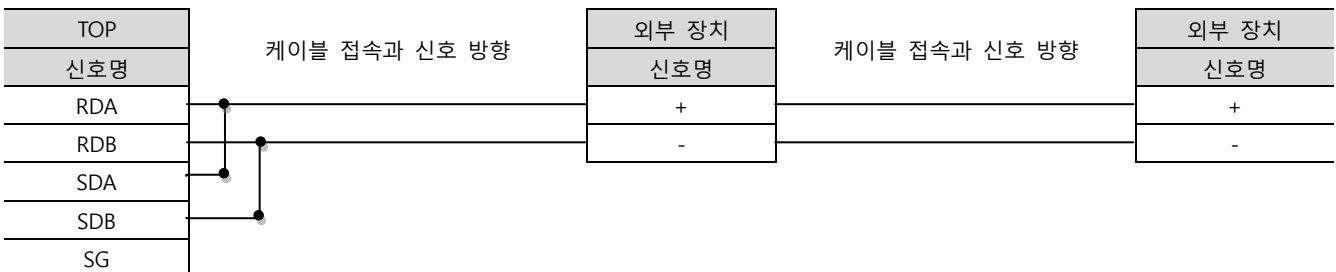 TOP 케이블 접속과 신호 방향 외부 장치 케이블 접속과 신호 방향 외부 장치
신호명 신호명 신호명
RDA + +
RDB - -
SDA
SDB
SG